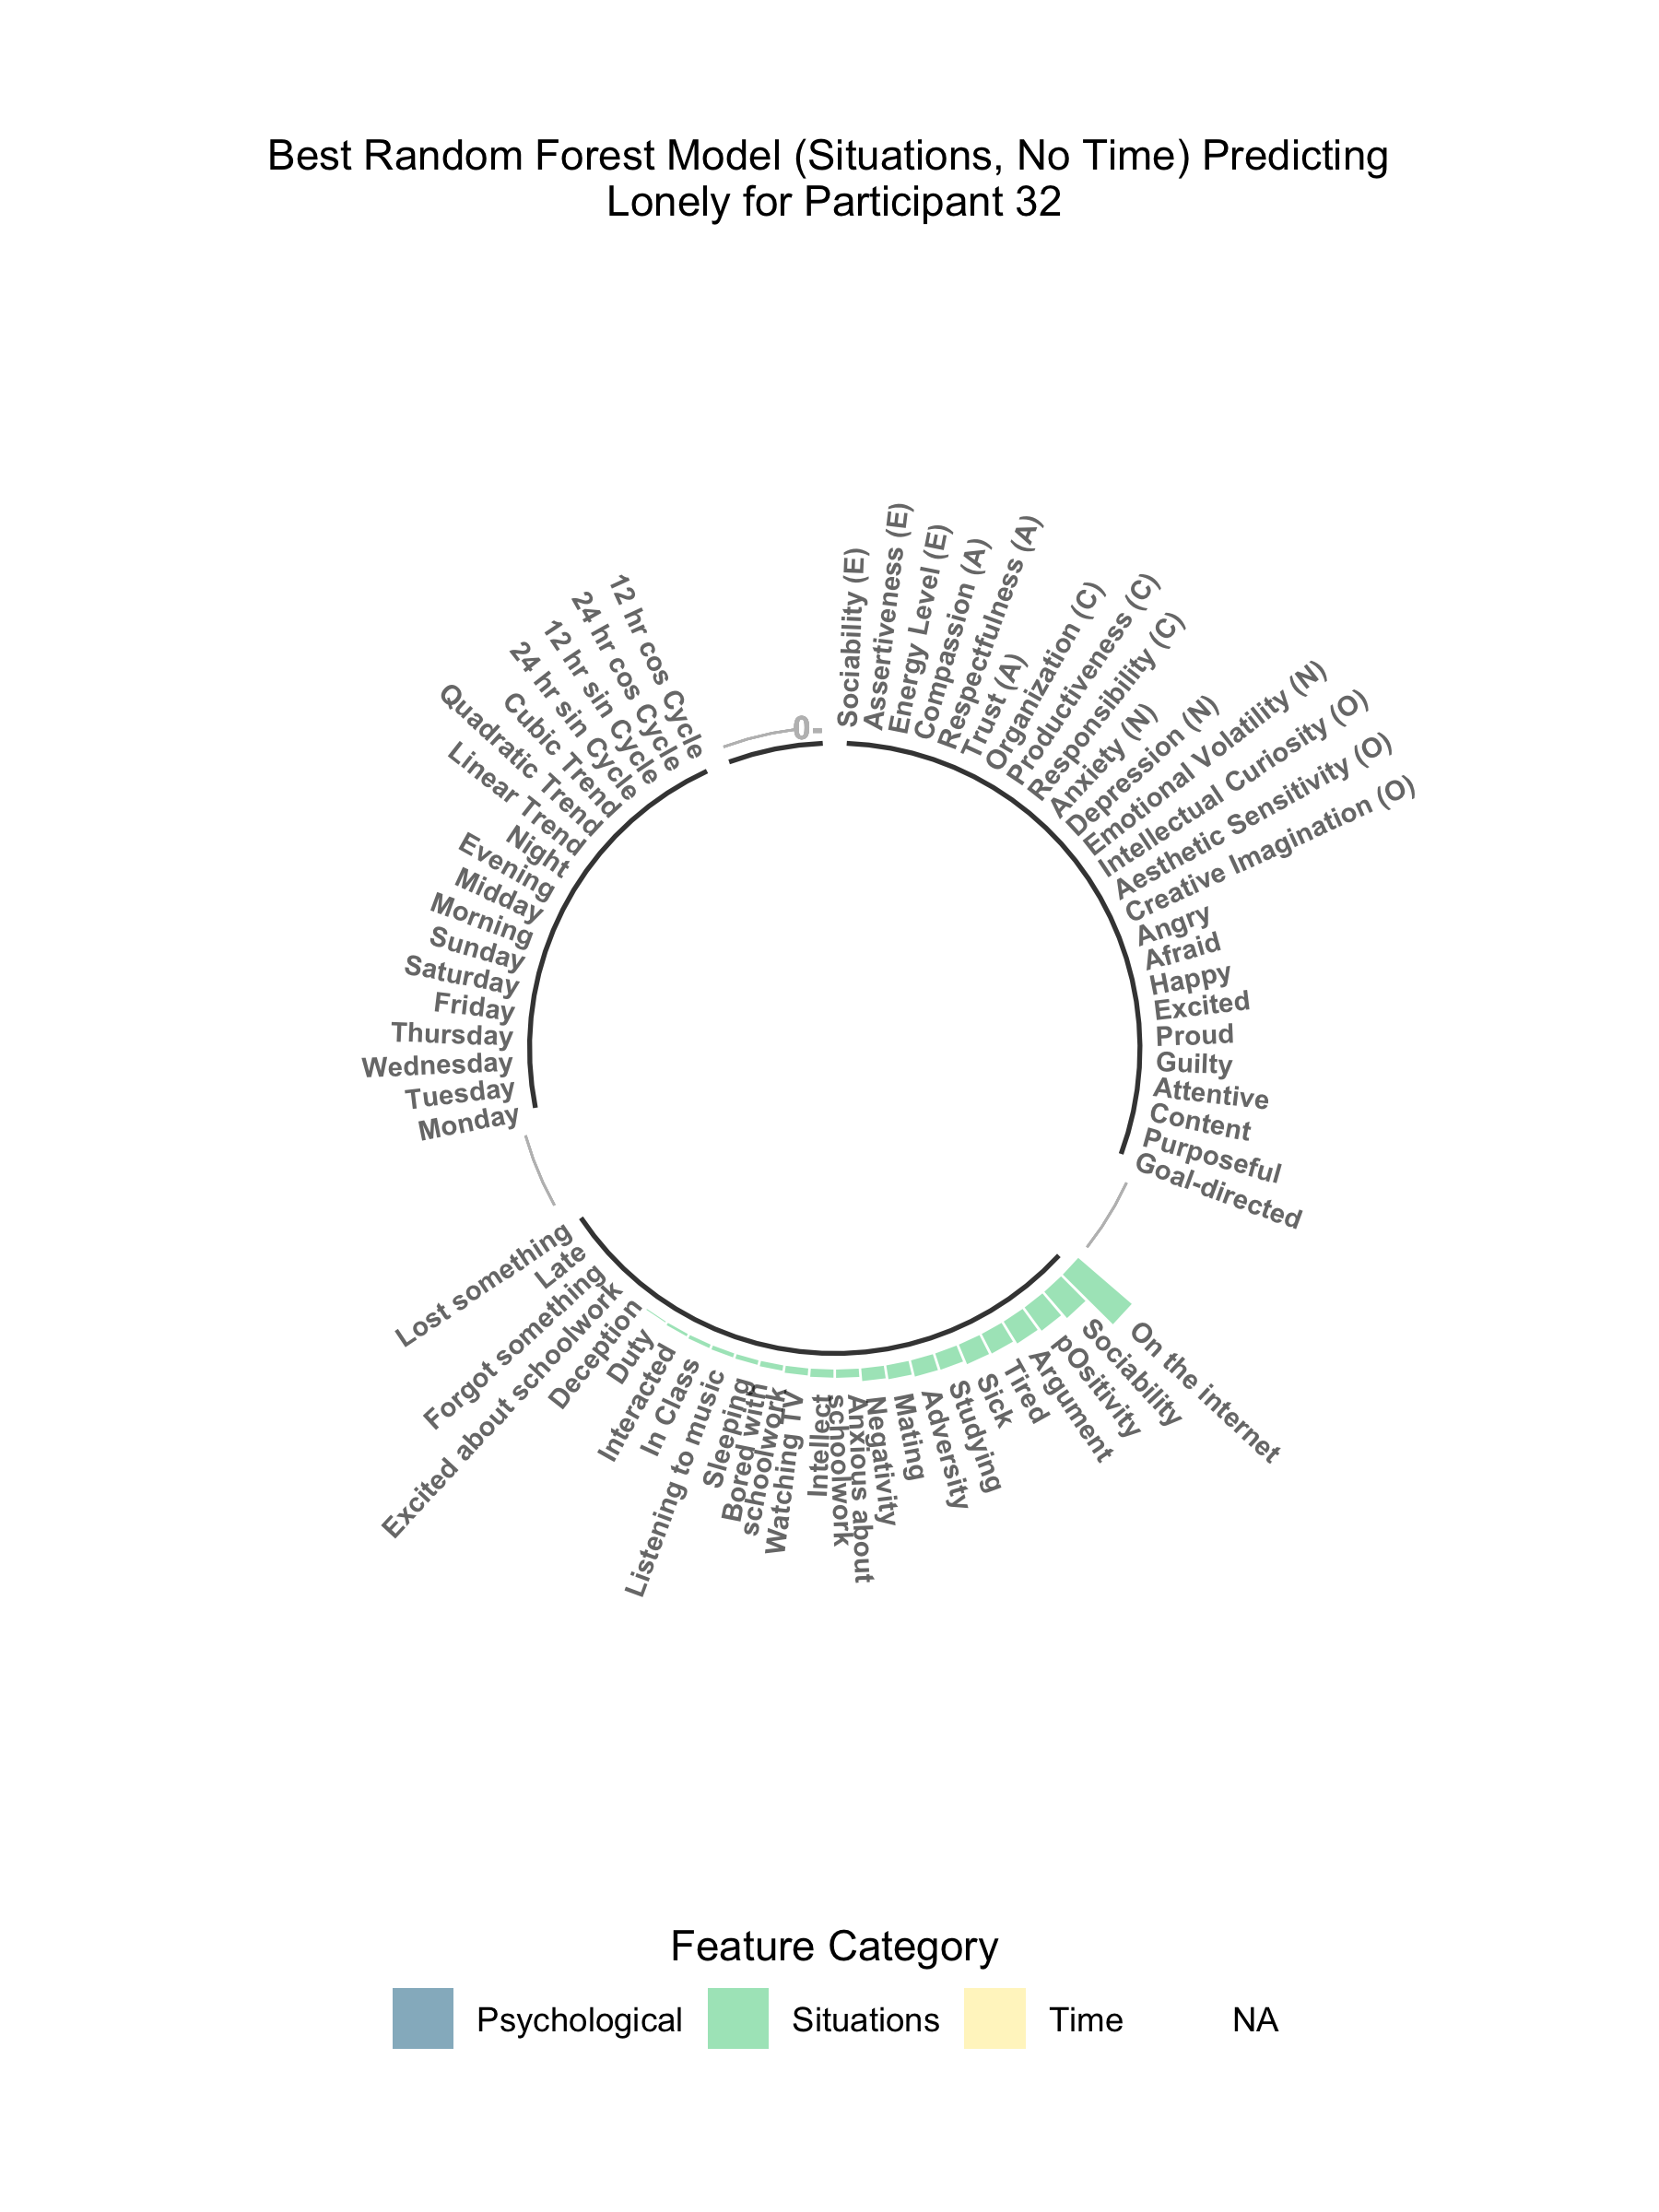 Best Random Forest Model (Situations, No Time) Predicting
Lonely for Participant 32
0-
Sociability (E)
Assertiveness (E)
Energy Level (E)
Compassion (A)
Respectfulness (A)
Trust (A)
Organization (C)
Productiveness (C)
Responsibility (C)
Anxiety (N)
Depression (N)
Emotional Volatility (N)
Intellectual Curiosity (O)
Aesthetic Sensitivity (O)
Creative Imagination (O)
Angry
Afraid
Happy
Excited
Proud
Guilty
Attentive
Content
Purposeful
Goal-directed
On the internet
Sociability
pOsitivity
Argument
Tired
Sick
Studying
Adversity
Mating
Negativity
Anxious about
schoolwork
Intellect
Watching TV
Bored with
schoolwork
Sleeping
Listening to music
In Class
Interacted
Duty
Deception
Excited about schoolwork
Forgot something
Late
Lost something
Monday
Tuesday
Wednesday
Thursday
Friday
Saturday
Sunday
Morning
Midday
Evening
Night
Linear Trend
Quadratic Trend
Cubic Trend
24 hr sin Cycle
12 hr sin Cycle
24 hr cos Cycle
12 hr cos Cycle
Feature Category
Psychological
Situations
Time
NA